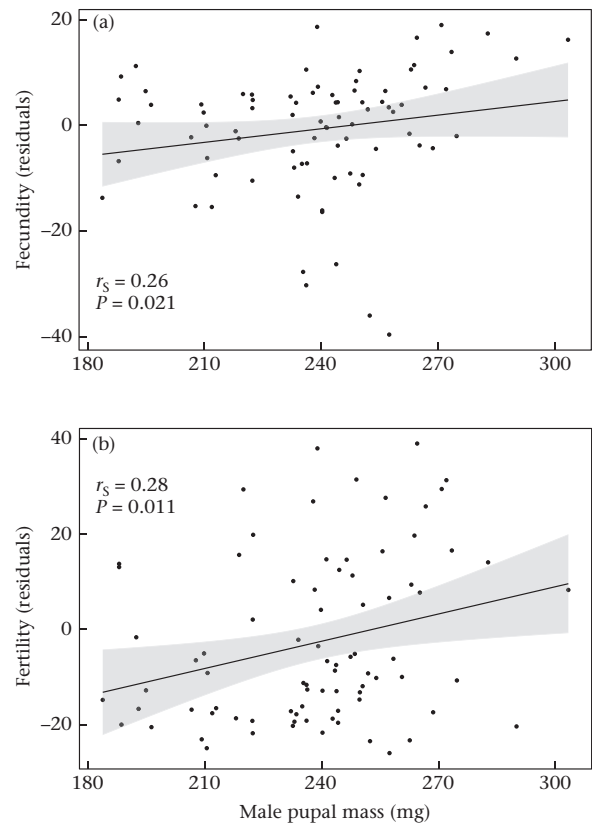 (a)
20
0
–20
–40
Fecundity (residuals)
rS = 0.26
P = 0.021
180
210
240
270
300
(b)
40
20
0
–20
Fertility (residuals)
rS = 0.28
P = 0.011
180
210
240
270
300
Male pupal mass (mg)